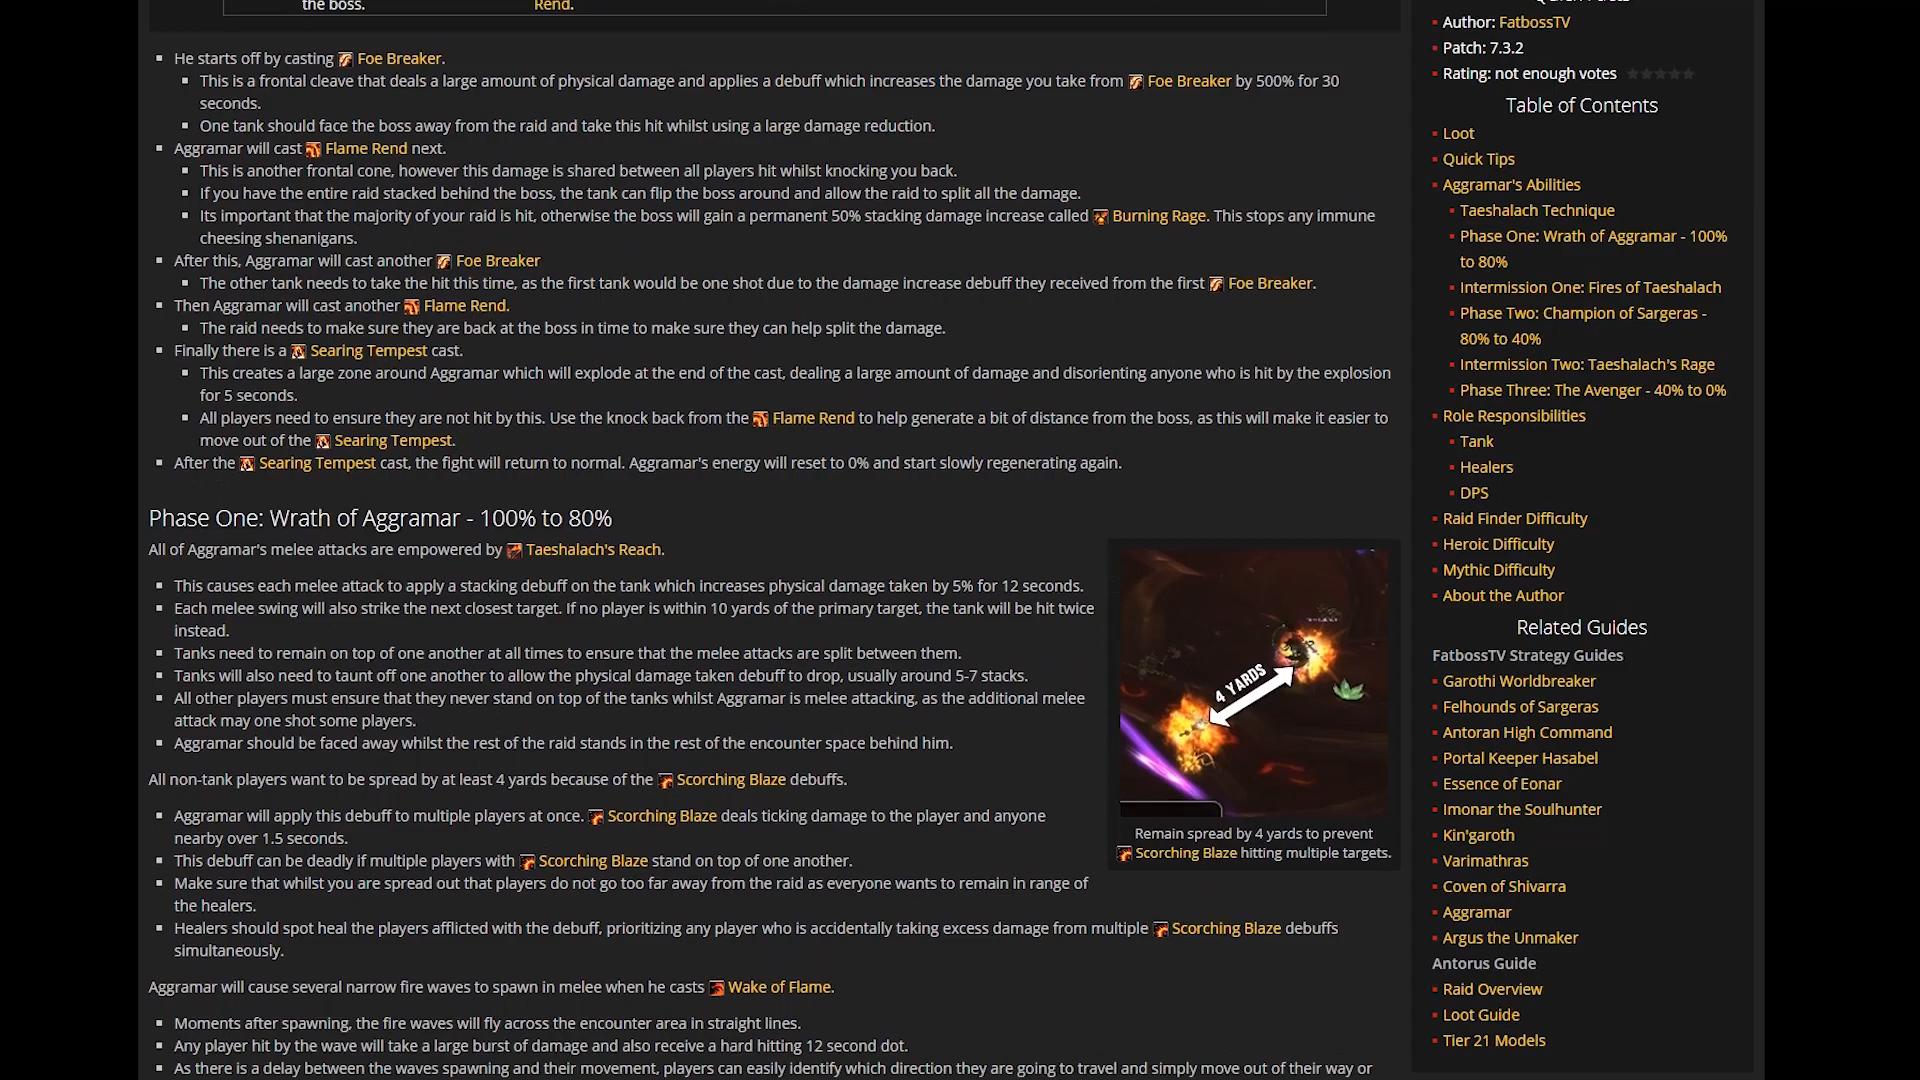 the boss.
Rend.
He starts off by casting Foe Breaker.
This is a frontal cleave that deals a large amount of physical damage and applies a debuff which increases the damage you take from Foe Breaker by 500% for 30
seconds.
One tank should face the boss away from the raid and take this hit whilst using a large damage reduction.
Aggramar will cast Flame Rend next.
This is another frontal cone, however this damage is shared between all players hit whilst knocking you back.
If you have the entire raid stacked behind the boss, the tank can flip the boss around and allow the raid to split all the damage.
Its important that the majority of your raid is hit, otherwise the boss will gain a permanent 50% stacking damage increase called Burning Rage. This stops any immune
cheesing shenanigans.
After this, Aggramar will cast another Foe Breaker
The other tank needs to take the hit this time, as the first tank would be one shot due to the damage increase debuff they received from the first Foe Breaker.
Then Aggramar will cast another Flame Rend.
The raid needs to make sure they are back at the boss in time to make sure they can help split the damage.
Finally there is a Searing Tempest cast.
This creates a large zone around Aggramar which will explode at the end of the cast, dealing a large amount of damage and disorienting anyone who is hit by the explosion
for 5 seconds.
All players need to ensure they are not hit by this. Use the knock back from the Flame Rend to help generate a bit of distance from the boss, as this will make it easier to
move out of the Searing Tempest.
After the Searing Tempest cast, the fight will return to normal. Aggramar's energy will reset to 0% and start slowly regenerating again.
Phase One: Wrath of Aggramar - 100% to 80%
All of Aggramar's melee attacks are empowered by Taeshalach's Reach.
This causes each melee attack to apply a stacking debuff on the tank which increases physical damage taken by 5% for 12 seconds.
Each melee swing will also strike the next closest target. If no player is within 10 yards of the primary target, the tank will be hit twice
instead.
Tanks need to remain on top of one another at all times to ensure that the melee attacks are split between them.
Tanks will also need to taunt off one another to allow the physical damage taken debuff to drop, usually around 5-7 stacks.
All other players must ensure that they never stand on top of the tanks whilst Aggramar is melee attacking, as the additional melee
attack may one shot some players.
Aggramar should be faced away whilst the rest of the raid stands in the rest of the encounter space behind him.
All non-tank players want to be spread by at least 4 yards because of the Scorching Blaze debuffs.
Aggramar will apply this debuff to multiple players at once. Scorching Blaze deals ticking damage to the player and anyone
nearby over 1.5 seconds.
This debuff can be deadly if multiple players with Scorching Blaze stand on top of one another.
Make sure that whilst you are spread out that players do not go too far away from the raid as everyone wants to remain in range of
the healers.
Healers should spot heal the players afflicted with the debuff, prioritizing any player who is accidentally taking excess damage from multiple Scorching Blaze debuffs
simultaneously.
Aggramar will cause several narrow fire waves to spawn in melee when he casts Wake of Flame.
Moments after spawning, the fire waves will fly across the encounter area in straight lines.
Any player hit by the wave will take a large burst of damage and also receive a hard hitting 12 second dot.
As there is a delay between the waves spawning and their movement, players can easily identify which direction they are going to travel and simply move out of their way or
4 YARDS
Remain spread by 4 yards to prevent
Scorching Blaze hitting multiple targets.
Author: FatbossTV
Patch: 7.3.2
Rating: not enough votes
Table of Contents
Loot
Quick Tips
Aggramar's Abilities
Taeshalach Technique
Phase One: Wrath of Aggramar - 100%
to 80%
Intermission One: Fires of Taeshalach
Phase Two: Champion of Sargeras -
80% to 40%
Intermission Two: Taeshalach's Rage
Phase Three: The Avenger - 40% to 0%
Role Responsibilities
Tank
Healers
DPS
Raid Finder Difficulty
Heroic Difficulty
Mythic Difficulty
About the Author
Related Guides
FatbossTV Strategy Guides
Garothi Worldbreaker
Felhounds of Sargeras
Antoran High Command
Portal Keeper Hasabel
Essence of Eonar
Imonar the Soulhunter
Kin'garoth
Varimathras
Coven of Shivarra
Aggramar
Argus the Unmaker
Antorus Guide
Raid Overview
Loot Guide
Tier 21 Models